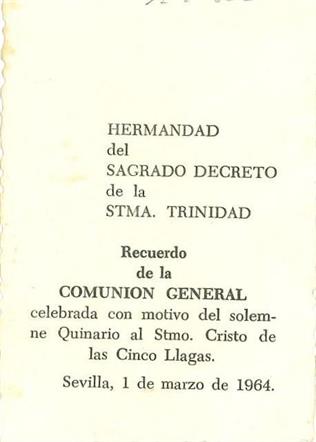 HERMANDAD
del
SAGRADO DECRETO
de la
STMA. TRINIDAD
Recuerdo
de la
COMUNION GENERAL
celebrada con motivo del solem-
ne Quinario al Stmo. Cristo de
las Cinco Llagas.
Sevilla, 1 de marzo de 1964.